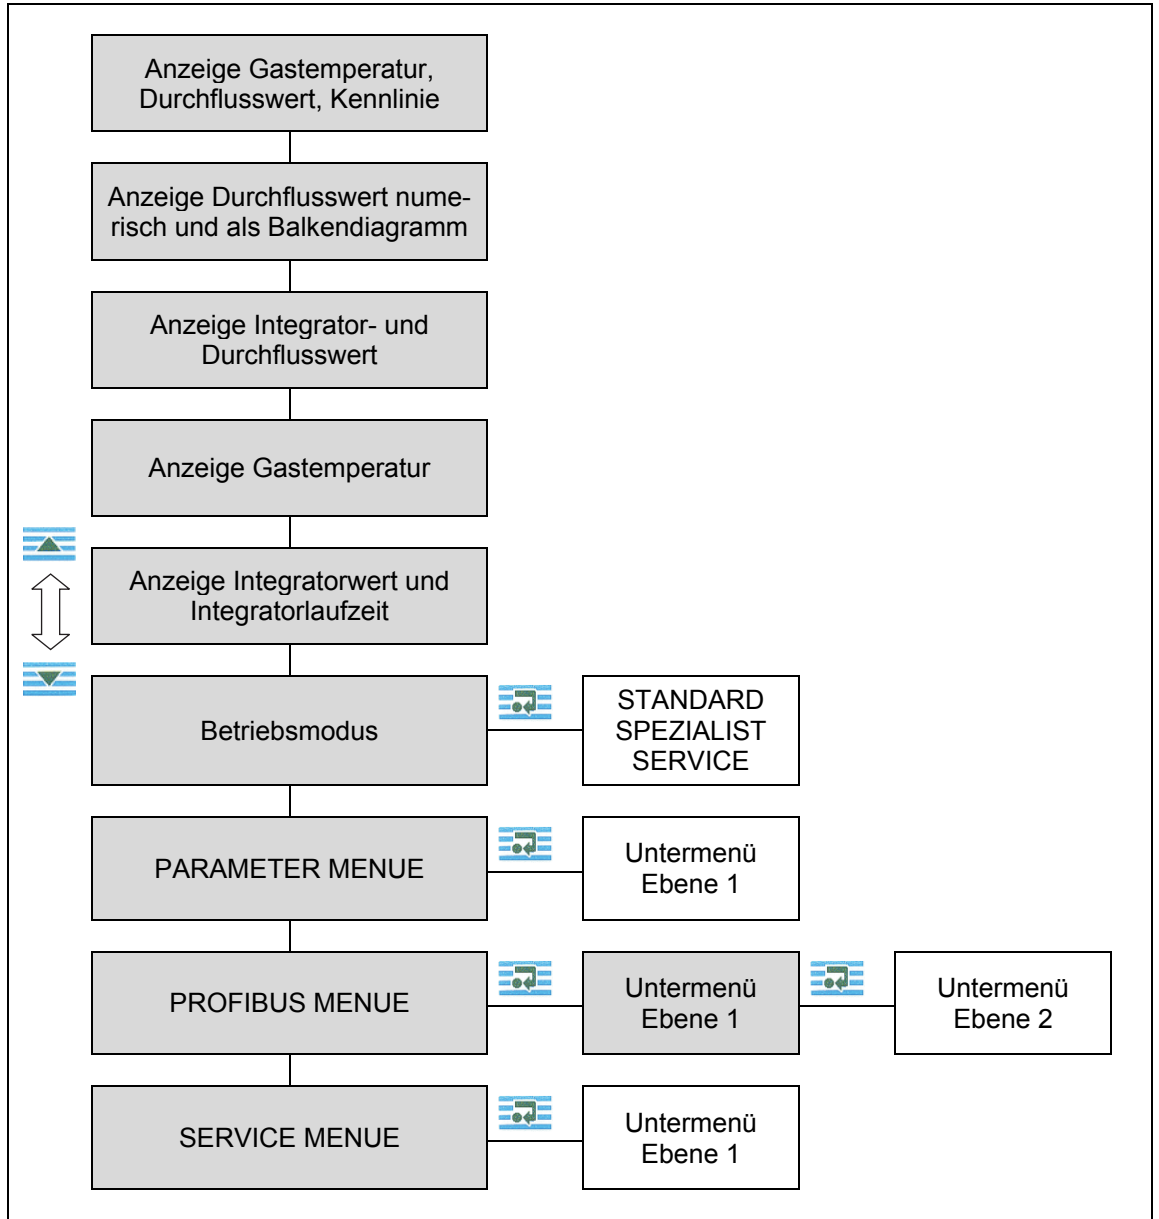 Anzeige Gastemperatur,
Durchflusswert, Kennlinie
Anzeige Durchflusswert nume-
risch und als Balkendiagramm
Anzeige Integrator- und
Durchflusswert
Anzeige Gastemperatur
Anzeige Integratorwert und
Integratorlaufzeit
Betriebsmodus
STANDARD
SPEZIALIST
SERVICE
PARAMETER MENUE
Untermenü
Ebene 1
PROFIBUS MENUE
Untermenü
Ebene 1
Untermenü
Ebene 2
SERVICE MENUE
Untermenü
Ebene 1